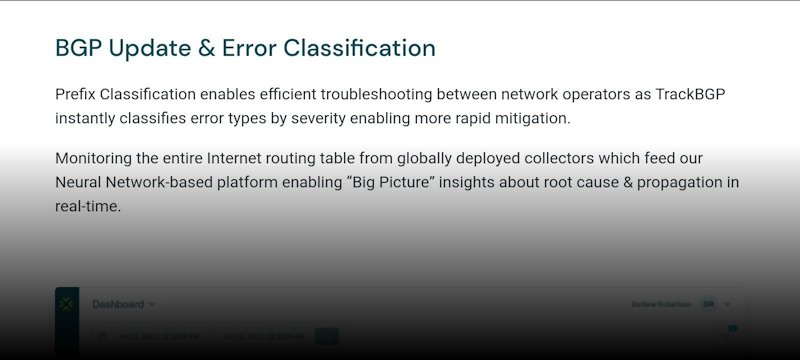 BGP Update & Error Classification
Prefix Classification enables efficient troubleshooting between network operators as TrackBGP
instantly classifies error types by severity enabling more rapid mitigation.
Monitoring the entire Internet routing table from globally deployed collectors which feed our
Neural Network-based platform enabling “Big Picture” insights about root cause & propagation in
real-time.
Dashboard
Darlene Robertson DR